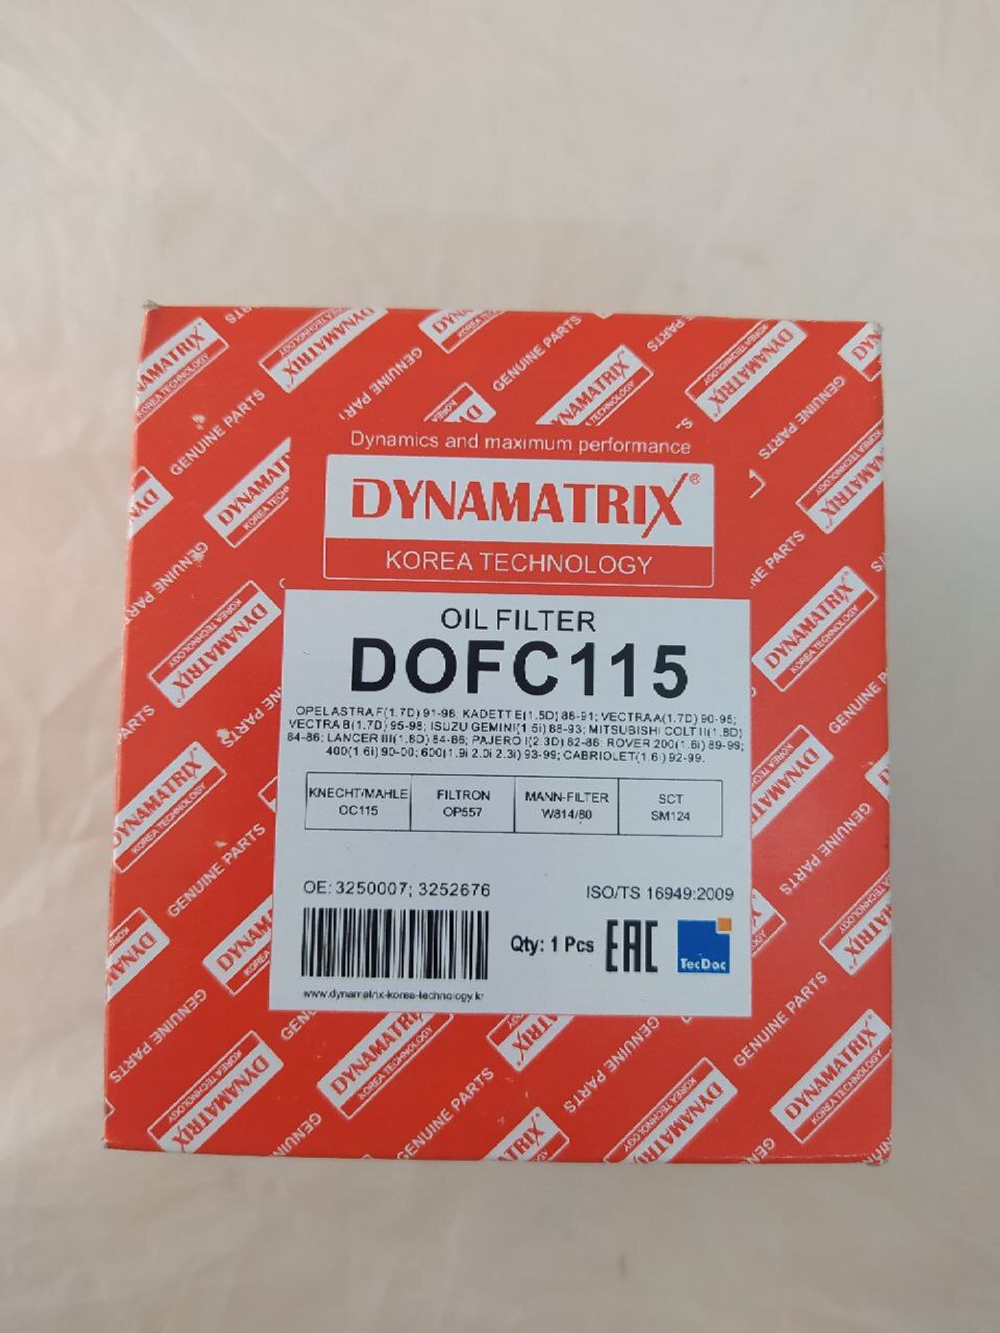 Dynamics and maximum performance
DYNAMATRIX®
KOREA TECHNOLOGY
OIL FILTER
DOFC115
OPEL ASTRA F(1.7D) 91-98; KADETT E(1.5D) 86-91; VECTRA A(1.7D) 90-95;
VECTRA B(1.7D) 95-98; ISUZU GEMINI(1.5i) 88-93; MITSUBISHI COLT II(1.8D)
84-86; LANCER III(1.8D) 84-86; PAJERO I(2.3D) 82-86 ROVER 200(1.6i) 89-99;
400(1.6i) 90-00; 600(1.9i 2.0i 2.3i) 93-99; CABRIOLET(1.6i) 92-99.
KNECHT/MAHLE FILTRON MANN-FILTER SCT
OC115 OP557 W814/80 SM124
OE: 3250007; 3252676 ISO/TS 16949:2009
Qty: 1 Pcs EAC TecDoc
www.dynamatrix-korea-technology.kr
GENUINE PARTS
DYNAMATRIX
KOREA TECHNOLOGY